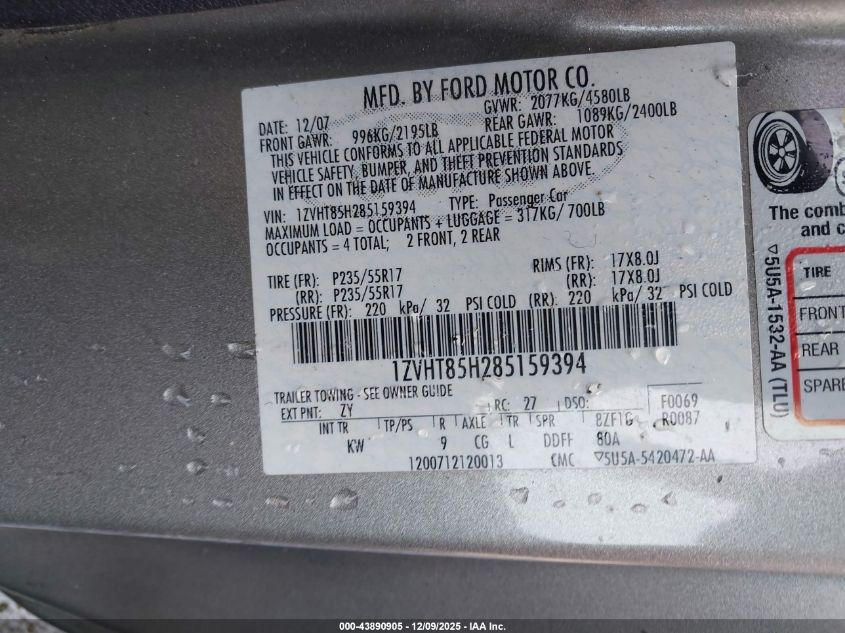 MFD. BY FORD MOTOR CO.
DATE: 12/07 GVWR: 2077KG/4580LB
FRONT GAWR: 996KG/2195LB REAR GAWR: 1089KG/2400LB
THIS VEHICLE CONFORMS TO ALL APPLICABLE FEDERAL MOTOR
VEHICLE SAFETY, BUMPER, AND THEFT PREVENTION STANDARDS
IN EFFECT ON THE DATE OF MANUFACTURE SHOWN ABOVE
VIN: 1ZVHT85H285159394 TYPE: Passenger Car
MAXIMUM LOAD = OCCUPANTS + LUGGAGE = 317KG/ 700LB
OCCUPANTS = 4 TOTAL; 2 FRONT, 2 REAR
TIRE (FR): P235/55R17 RIMS (FR): 17X8.0J
(RR): P235/55R17 (RR): 17X8.0J
PRESSURE (FR): 220 kPa/ 32 PSI COLD (RR): 220 kPa/ 32 PSI COLD
1ZVHT85H285159394
TRAILER TOWING - SEE OWNER GUIDE
EXT PNT: ZY RC: 27 DSO: F0069
INT TR TP/PS R AXLE TR SPR R0087
KW 9 CG L DDFF 80A
1200712120013 CMC ▽5U5A-5420472-AA
The comb
and c
▽5U5A-1532-AA (TLU)
TIRE
FRONT
REAR
SPARE
000-43890905 - 12/09/2025 - IAA Inc.